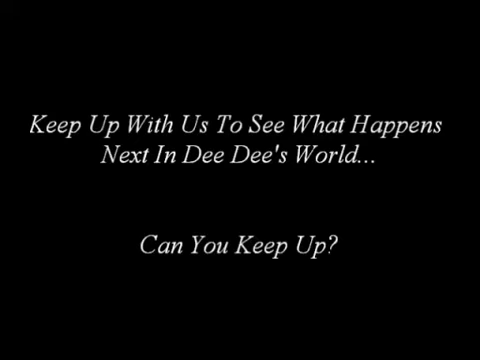 Keep Up With Us To See What Happens
Next In Dee Dee's World...
Can You Keep Up?